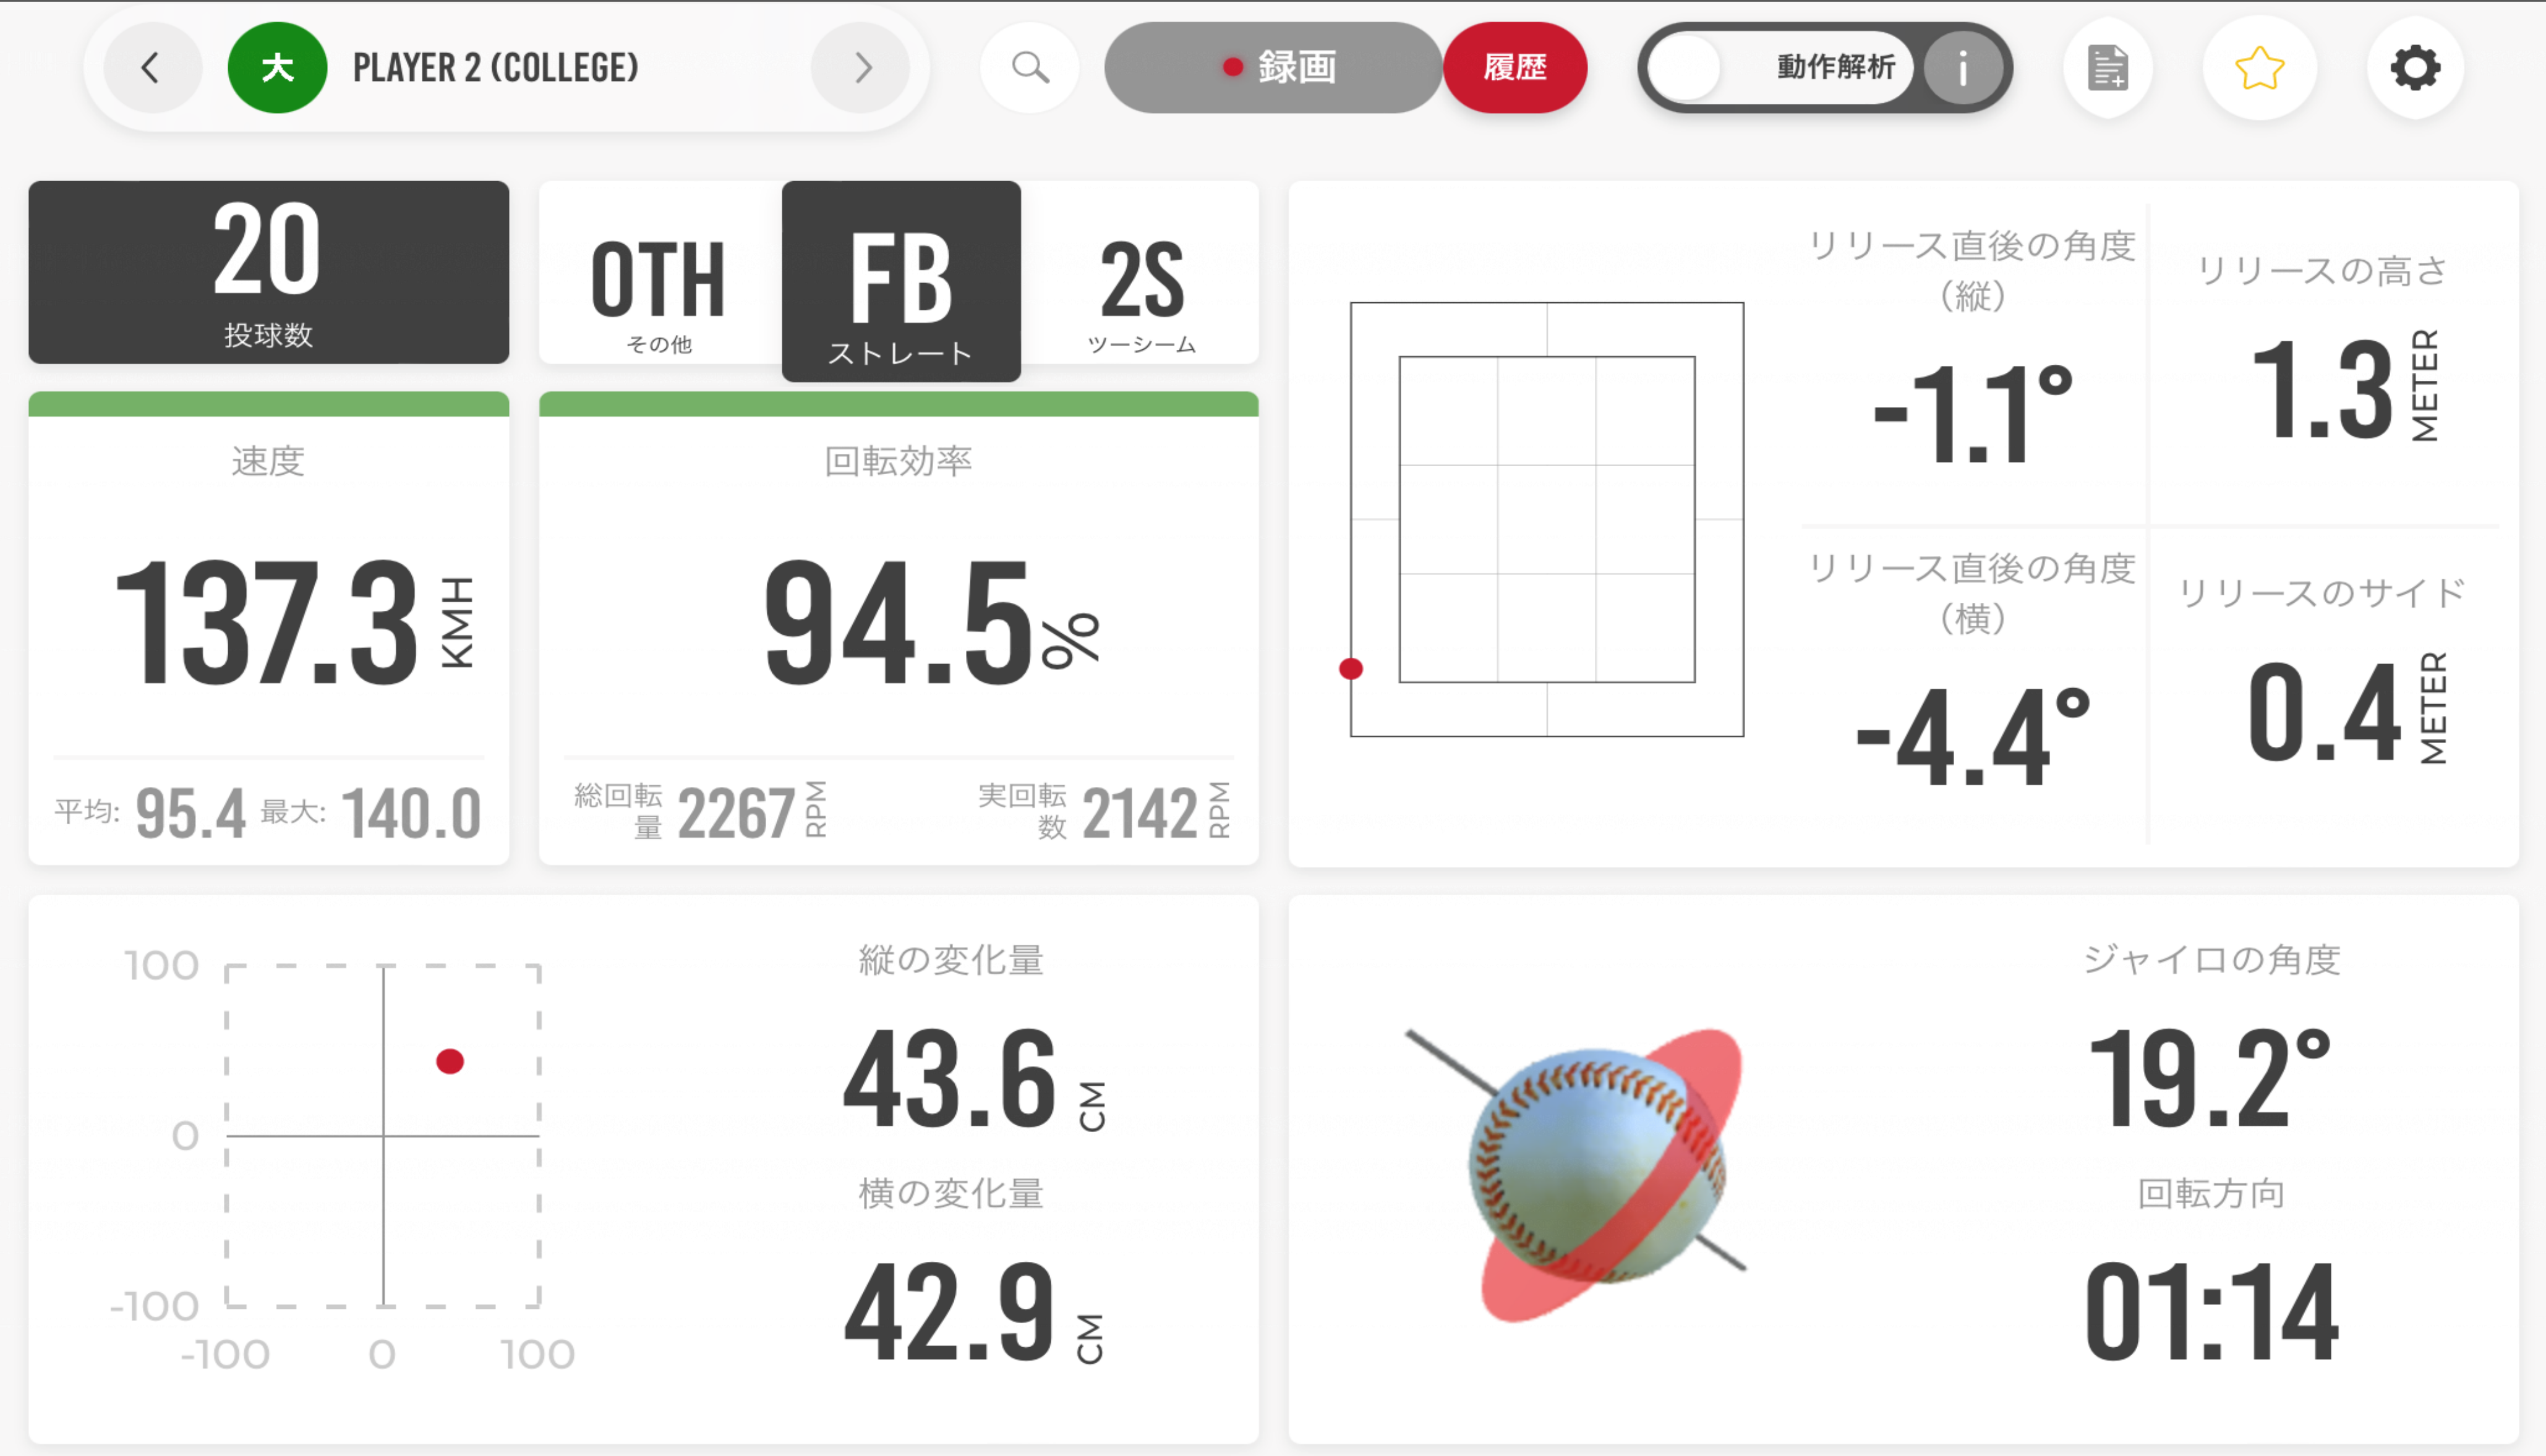 大 PLAYER 2 (COLLEGE)
録画
履歴
動作解析
i
20
投球数
OTH
その他
FB
ストレート
2S
ツーシーム
速度
137.3 KMH
平均: 95.4 最大: 140.0
回転効率
94.5%
総回転
量
2267 RPM
実回転
数
2142 RPM
リリース直後の角度
(縦)
-1.1°
リリースの高さ
1.3 METER
リリース直後の角度
(横)
-4.4°
リリースのサイド
0.4 METER
100
0
-100
-100 0 100
縦の変化量
43.6 CM
横の変化量
42.9 CM
ジャイロの角度
19.2°
回転方向
01:14